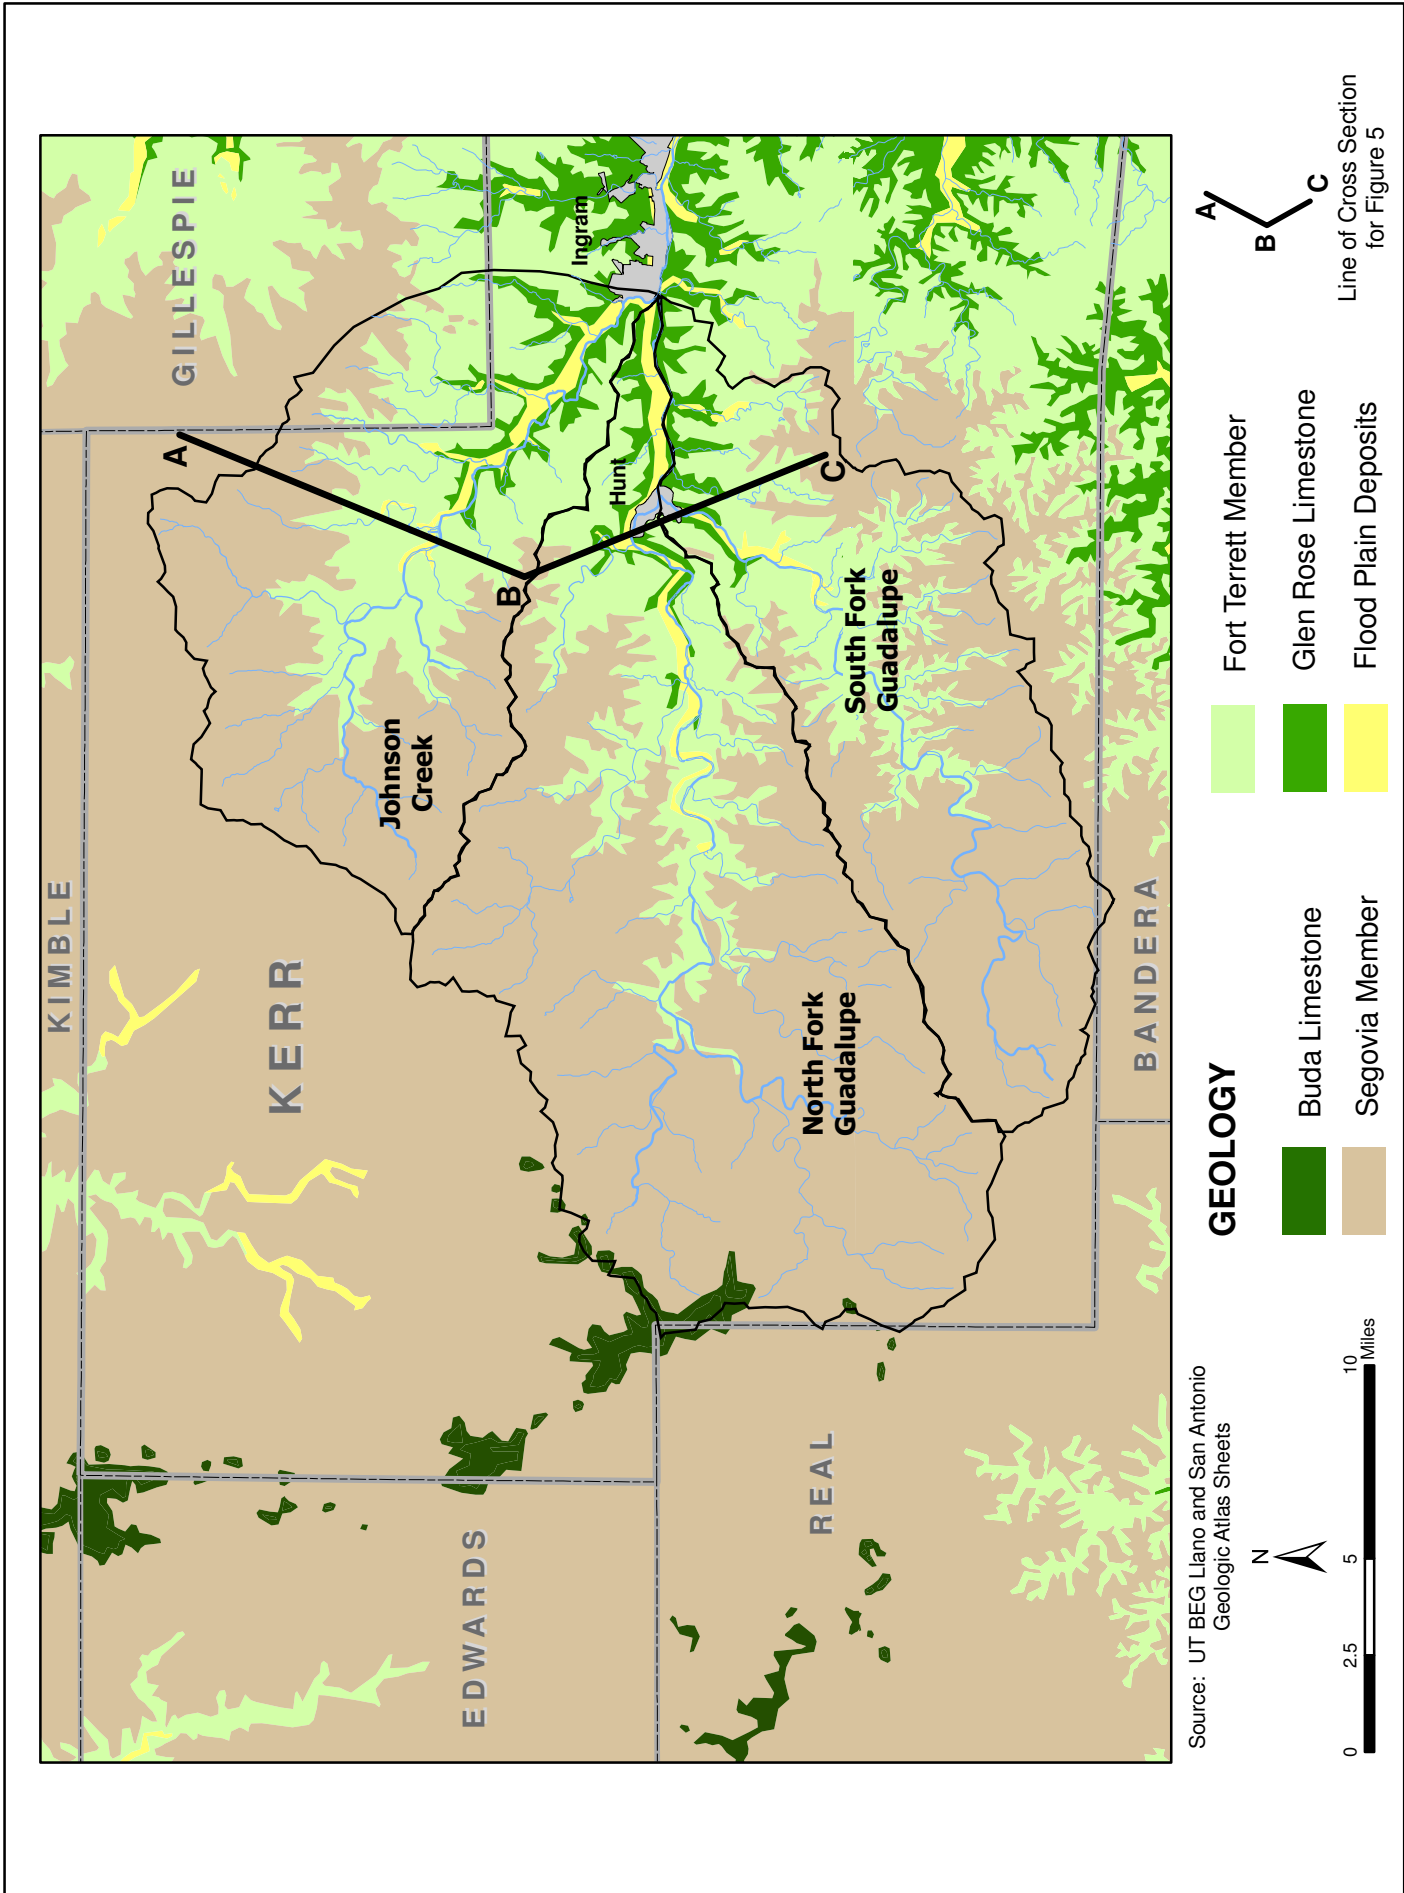 KIMBLE
GILLESPIE
A
KERR
Johnson
Creek
EDWARDS
B
Ingram
Hunt
North Fork
Guadalupe
South Fork
Guadalupe
C
REAL
BANDERA
Source: UT BEG Llano and San Antonio
Geologic Atlas Sheets
N
0 2.5 5 10
Miles
GEOLOGY
Buda Limestone
Segovia Member
Fort Terrett Member
Glen Rose Limestone
Flood Plain Deposits
A
B
C
Line of Cross Section
for Figure 5